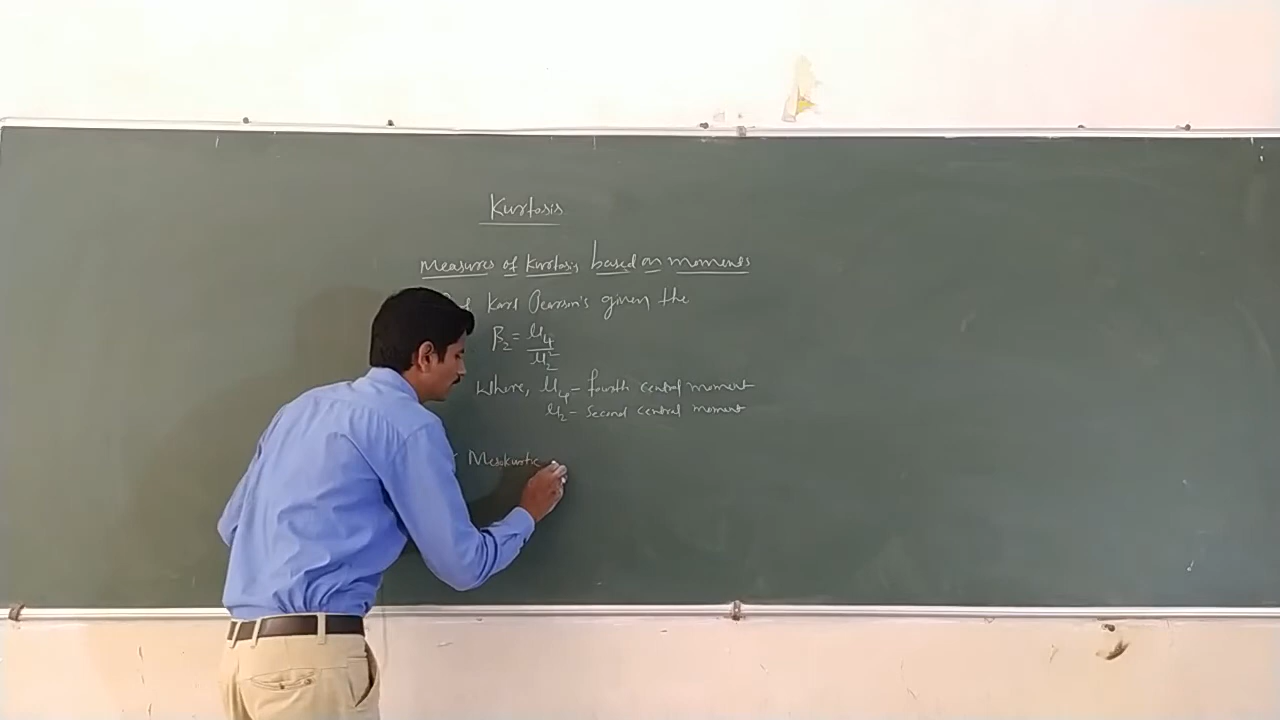 Kurtosis
Measures of Kurtosis based on moments
Karl Pearson's given the
β₂ = μ₄ / μ₂²
Where, μ₄ - fourth central moment
μ₂ - Second central moment
Mesokurtic